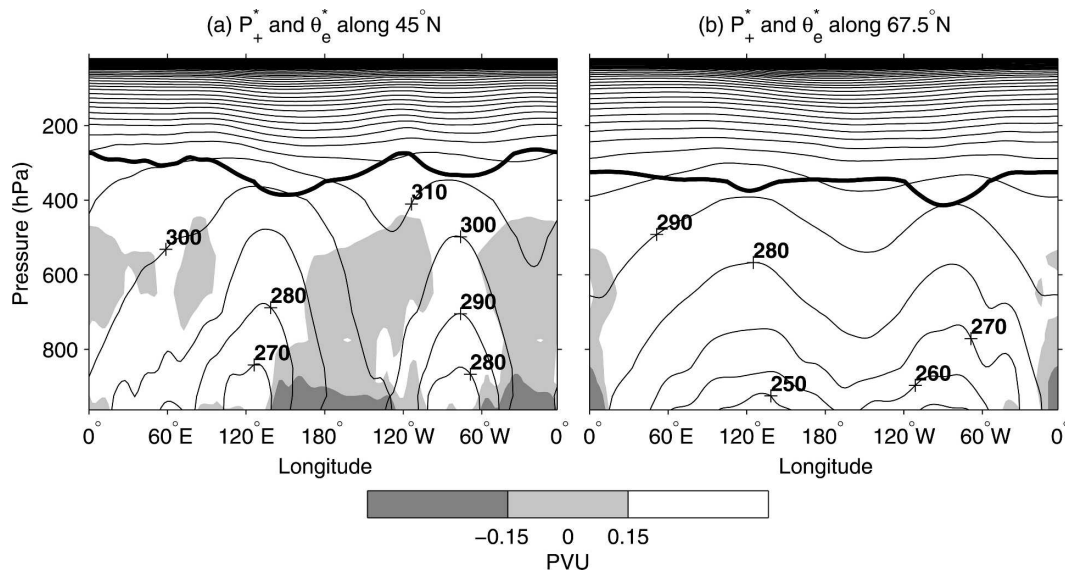 (a) P*+ and θ*e along 45°N
(b) P*+ and θ*e along 67.5°N
Pressure (hPa)
200
400
600
800
310
300
300
280
290
270
280
290
280
270
260
250
0° 60°E 120°E 180° 120°W 60°W 0°
0° 60°E 120°E 180° 120°W 60°W 0°
Longitude
Longitude
−0.15 0 0.15
PVU